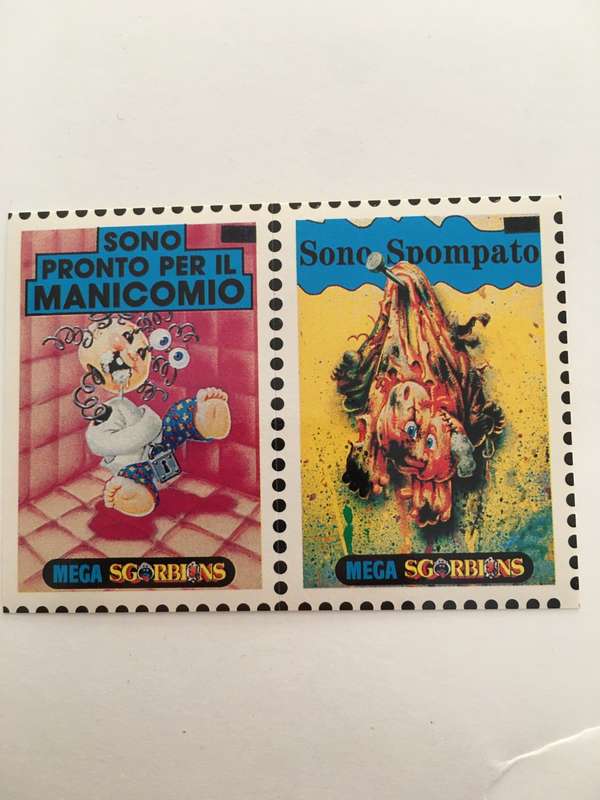 SONO
PRONTO PER IL
MANICOMIO
MEGA SGORBIONS
Sono Spompato
MEGA SGORBIONS